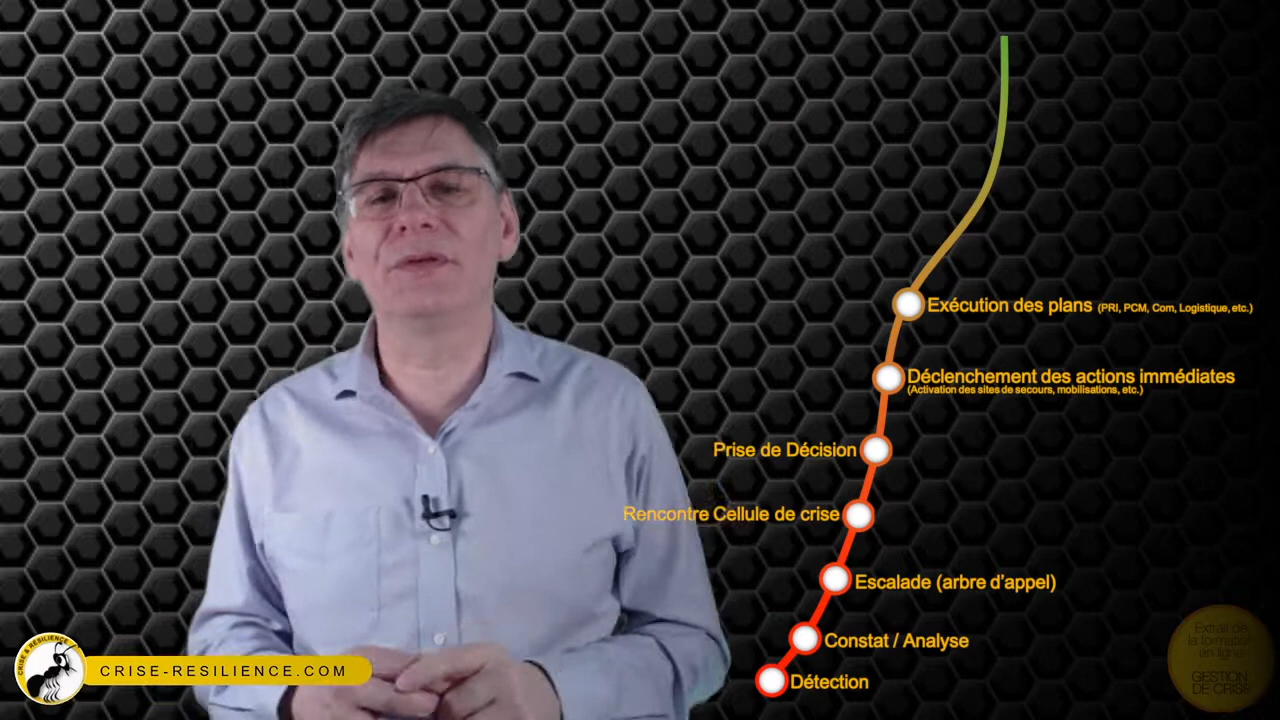 Exécution des plans (PRI, PCM, Com, Logistique, etc.)
Déclenchement des actions immédiates
(Activation des sites de secours, mobilisations, etc.)
Prise de Décision
Rencontre Cellule de crise
Escalade (arbre d'appel)
Constat / Analyse
Détection
CRISE & RÉSILIENCE
CRISE-RESILIENCE.COM
Extrait de
la formation
en ligne
GESTION
DE CRISE